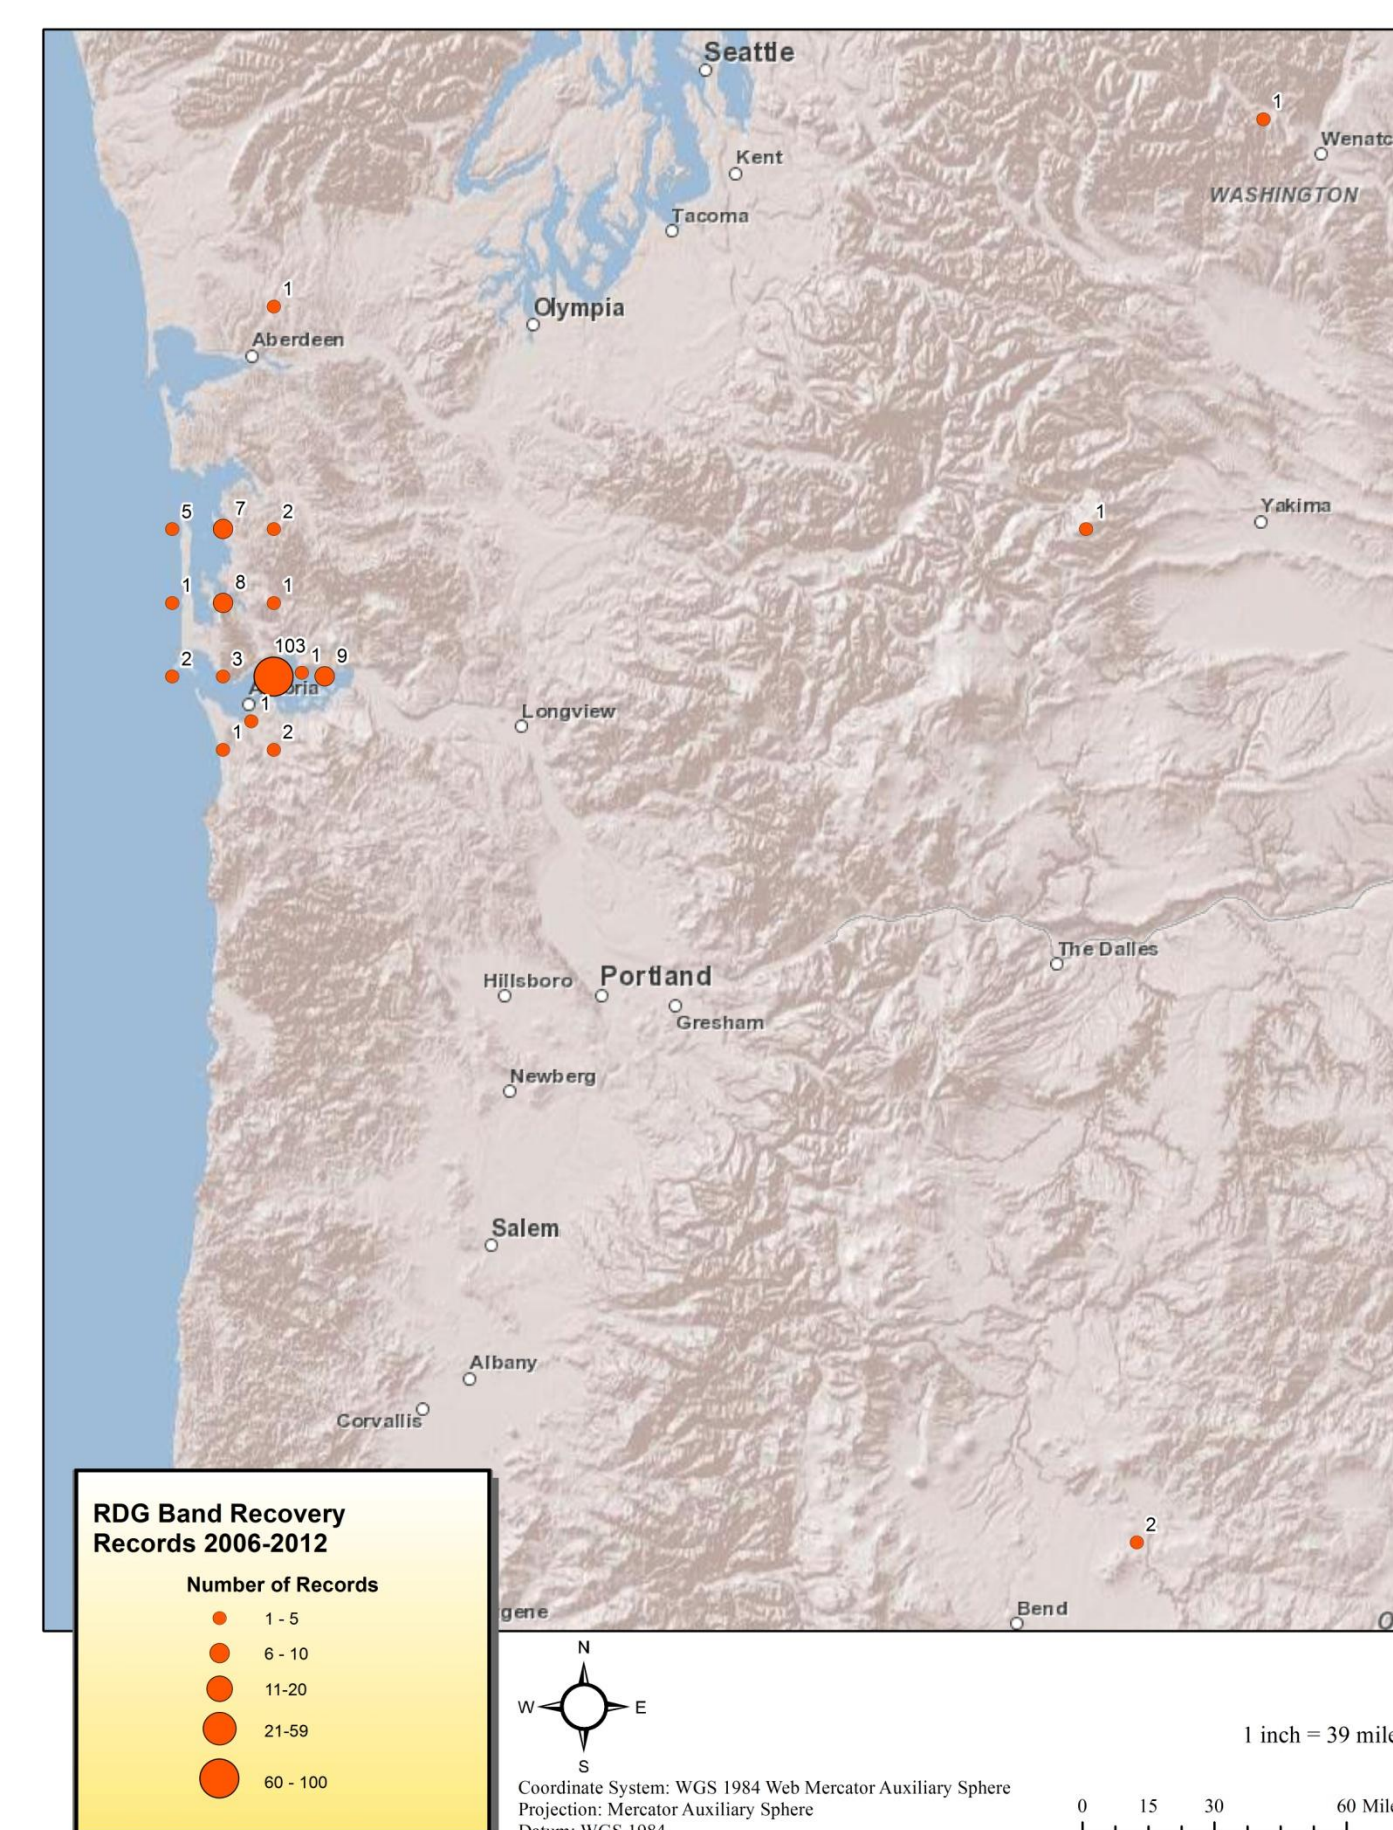 Seattle
1
Wenatc
Kent
WASHINGTON
Tacoma
1
Olympia
Aberdeen
5 7 2
1
Yakima
1 8 1
2 3 103 1 9
1
Longview
1 2
The Dalles
Hillsboro
Portland
Gresham
Newberg
Salem
Albany
Corvallis
2
Bend
gene
RDG Band Recovery
Records 2006-2012
Number of Records
1 - 5
6 - 10
11-20
21-59
60 - 100
N
W E
S
1 inch = 39 mile
Coordinate System: WGS 1984 Web Mercator Auxiliary Sphere
Projection: Mercator Auxiliary Sphere
Datum: WGS 1984
0 15 30 60 Mile